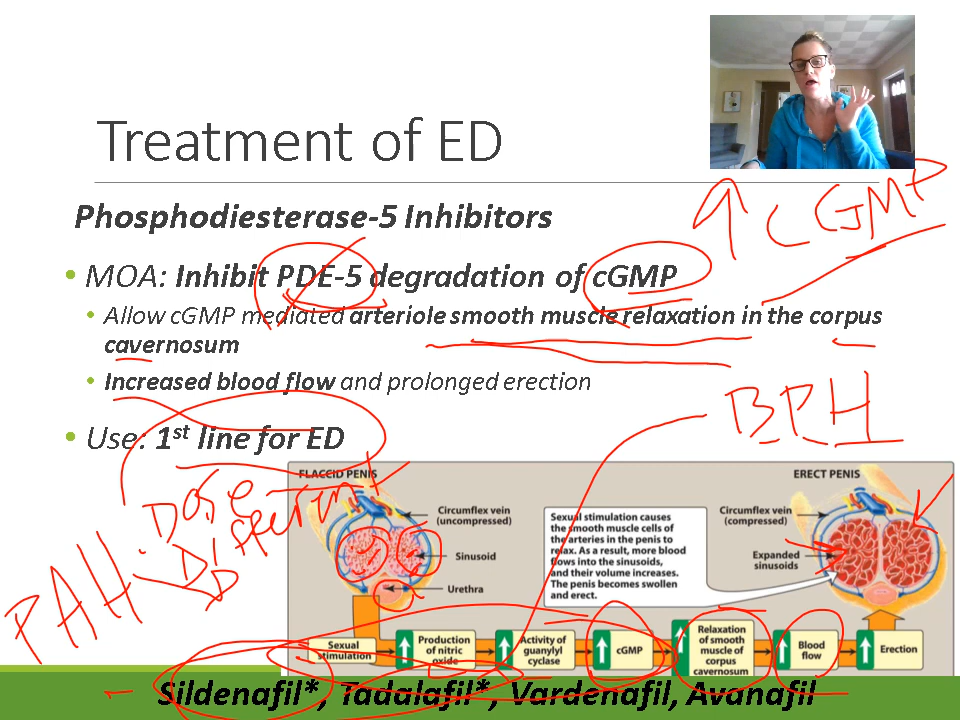 Treatment of ED
↑ cGMP
Phosphodiesterase-5 Inhibitors
• MOA: Inhibit PDE-5 degradation of cGMP
• Allow cGMP mediated arteriole smooth muscle relaxation in the corpus
cavernosum
• Increased blood flow and prolonged erection
BPH
• Use: 1st line for ED
PAH: Dose
Different
FLACCID PENIS
Circumflex vein
(uncompressed)
Sinusoid
Urethra
Sexual stimulation causes
the smooth muscle cells of
the arteries in the penis to
relax. As a result, more blood
flows into the sinusoids,
and their volume increases.
The penis becomes swollen
and erect.
ERECT PENIS
Circumflex vein
(compressed)
Expanded
sinusoids
Sexual
stimulation
Production
of nitric
oxide
Activity of
guanylyl
cyclase
cGMP
Relaxation
of smooth
muscle of
corpus
cavernosum
Blood
flow
Erection
Sildenafil*, Tadalafil*, Vardenafil, Avanafil